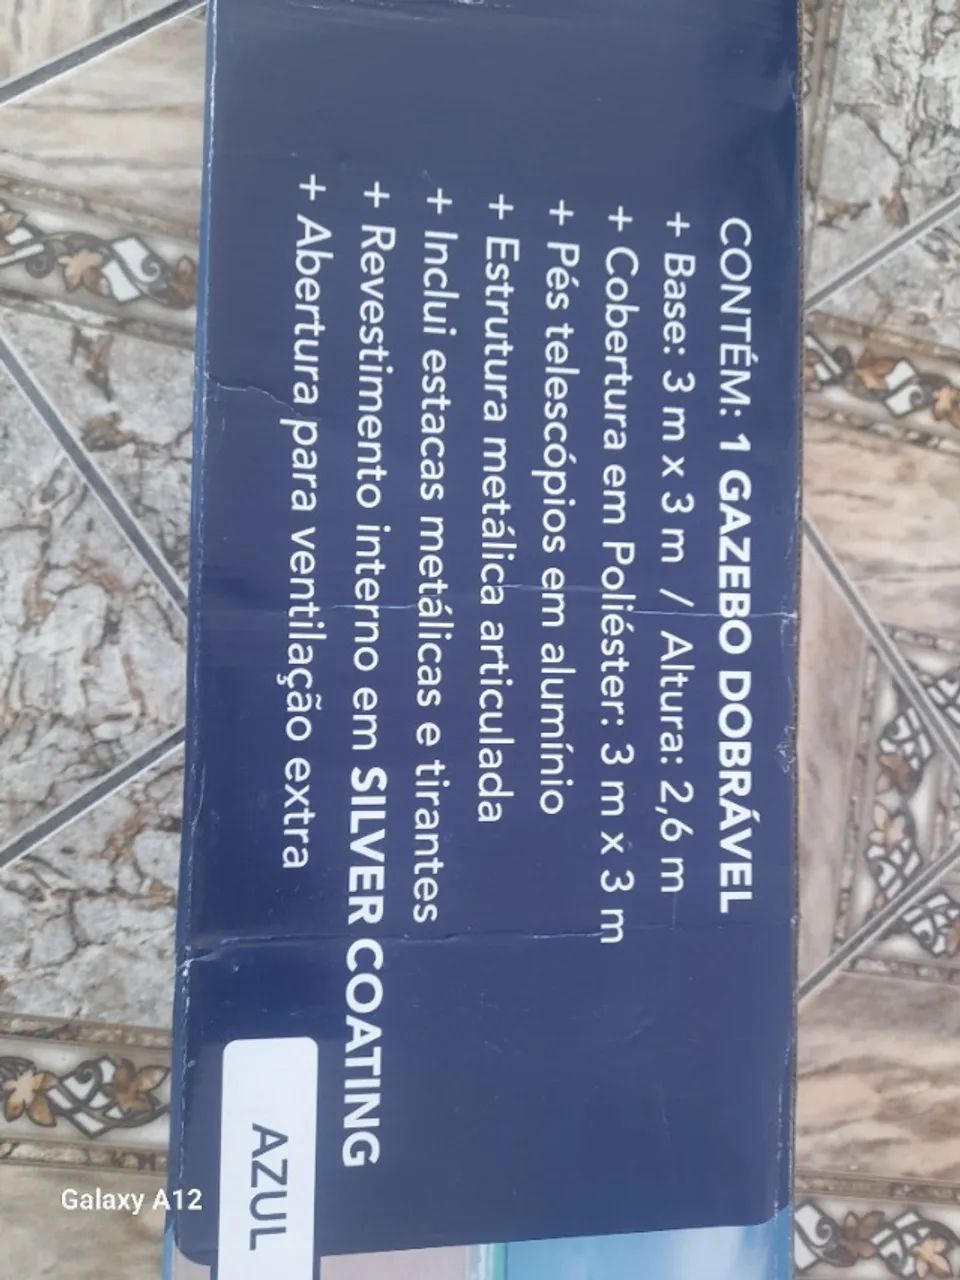 CONTÉM: 1 GAZEBO DOBRÁVEL
+ Base: 3 m x 3 m / Altura: 2,6 m
+ Cobertura em Poliéster: 3 m x 3 m
+ Pés telescópios em alumínio
+ Estrutura metálica articulada
+ Inclui estacas metálicas e tirantes
+ Revestimento interno em SILVER COATING
+ Abertura para ventilação extra
AZUL
Galaxy A12